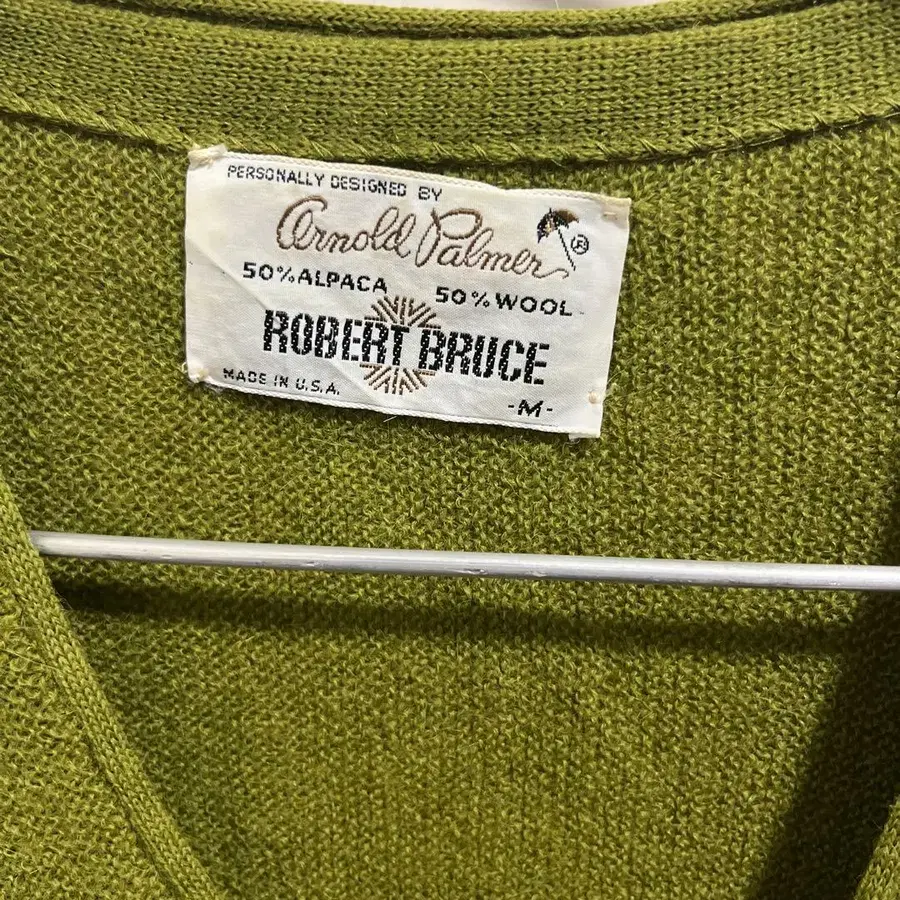 PERSONALLY DESIGNED BY
Arnold Palmer ®
50% ALPACA 50% WOOL
ROBERT BRUCE
MADE IN U.S.A.
-M-